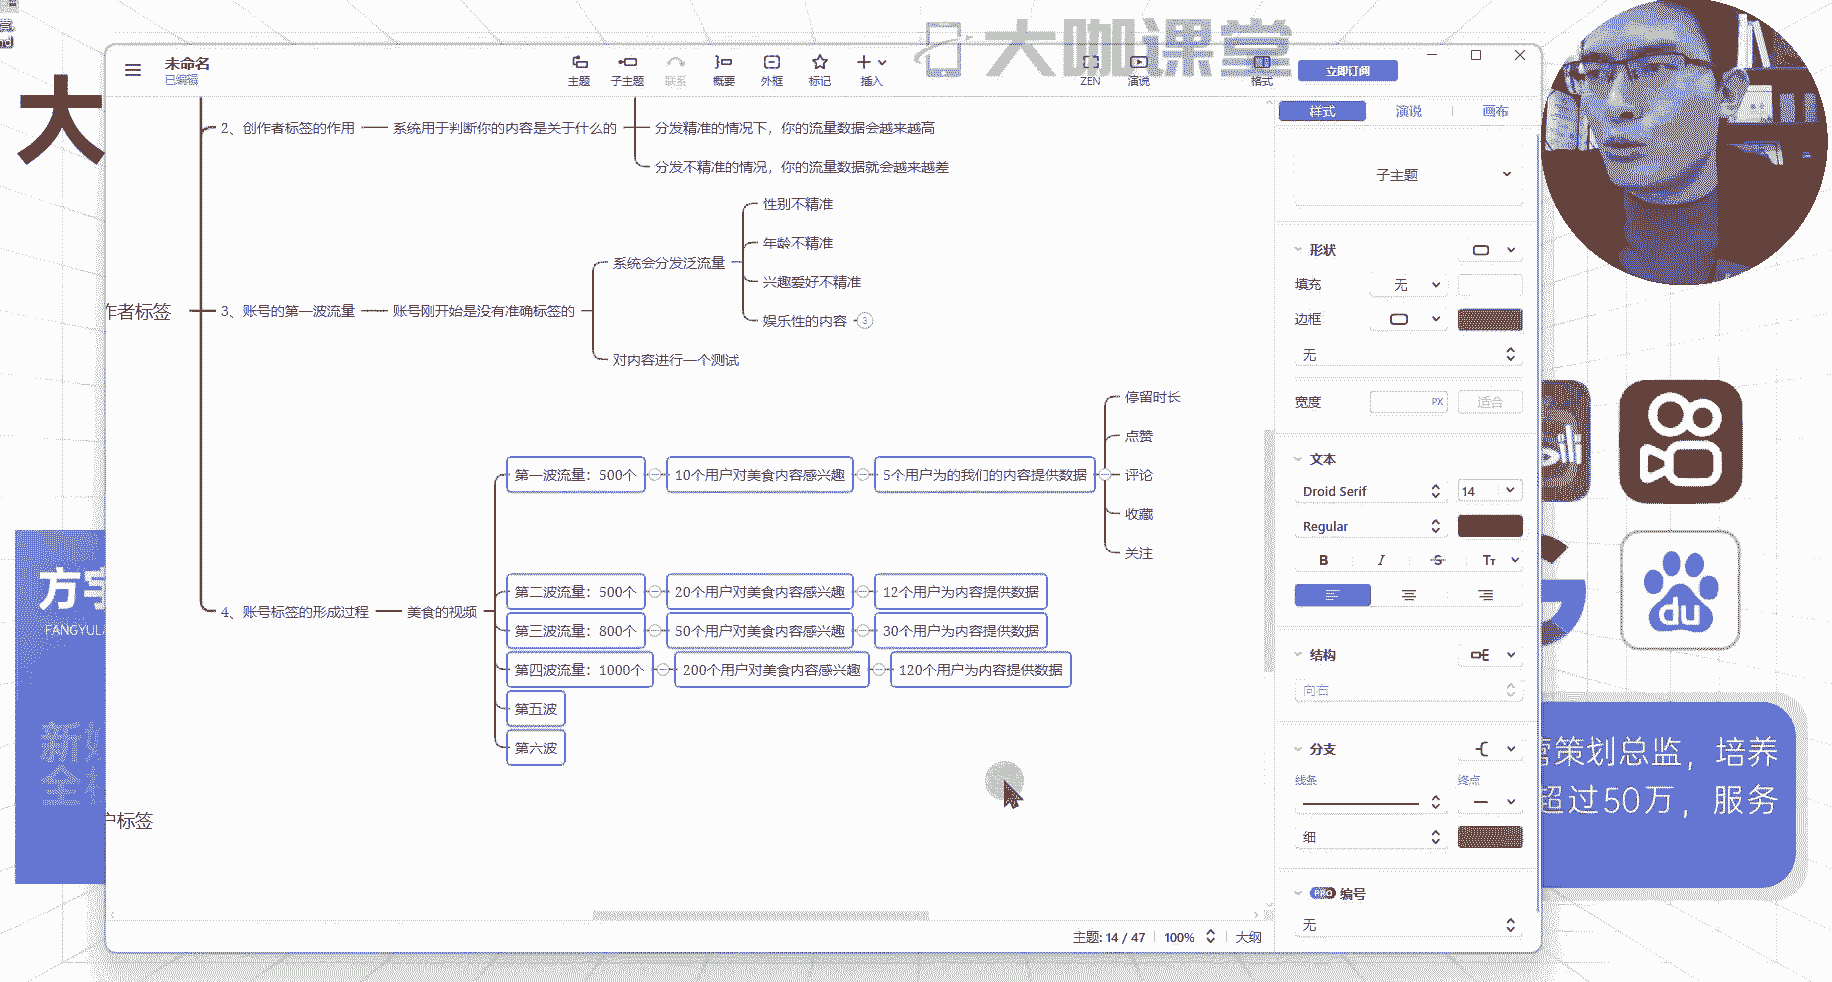 大咖课堂
大
未命名
已编辑
主题
子主题
联系
概要
外框
标记
插入
ZEN
演说
格式
立即订阅
样式
演说
画布
2、创作者标签的作用
系统用于判断你的内容是关于什么的
分发精准的情况下，你的流量数据会越来越高
分发不精准的情况，你的流量数据就会越来越差
作者标签
3、账号的第一波流量
账号刚开始是没有准确标签的
系统会分发泛流量
性别不精准
年龄不精准
兴趣爱好不精准
娱乐性的内容
3
对内容进行一个测试
4、账号标签的形成过程
美食的视频
第一波流量：500个
10个用户对美食内容感兴趣
5个用户为的我们的内容提供数据
停留时长
点赞
评论
收藏
关注
第二波流量：500个
20个用户对美食内容感兴趣
12个用户为内容提供数据
第三波流量：800个
50个用户对美食内容感兴趣
30个用户为内容提供数据
第四波流量：1000个
200个用户对美食内容感兴趣
120个用户为内容提供数据
第五波
第六波
户标签
子主题
形状
填充
无
边框
无
宽度
PX
适合
文本
Droid Serif
14
Regular
B
I
S
Tт
结构
向右
分支
线条
终点
细
PRO 编号
无
主题: 14 / 47
100%
大纲
方宇
FANGYUL
新媒
全
ili
du
营策划总监，培养
超过50万，服务